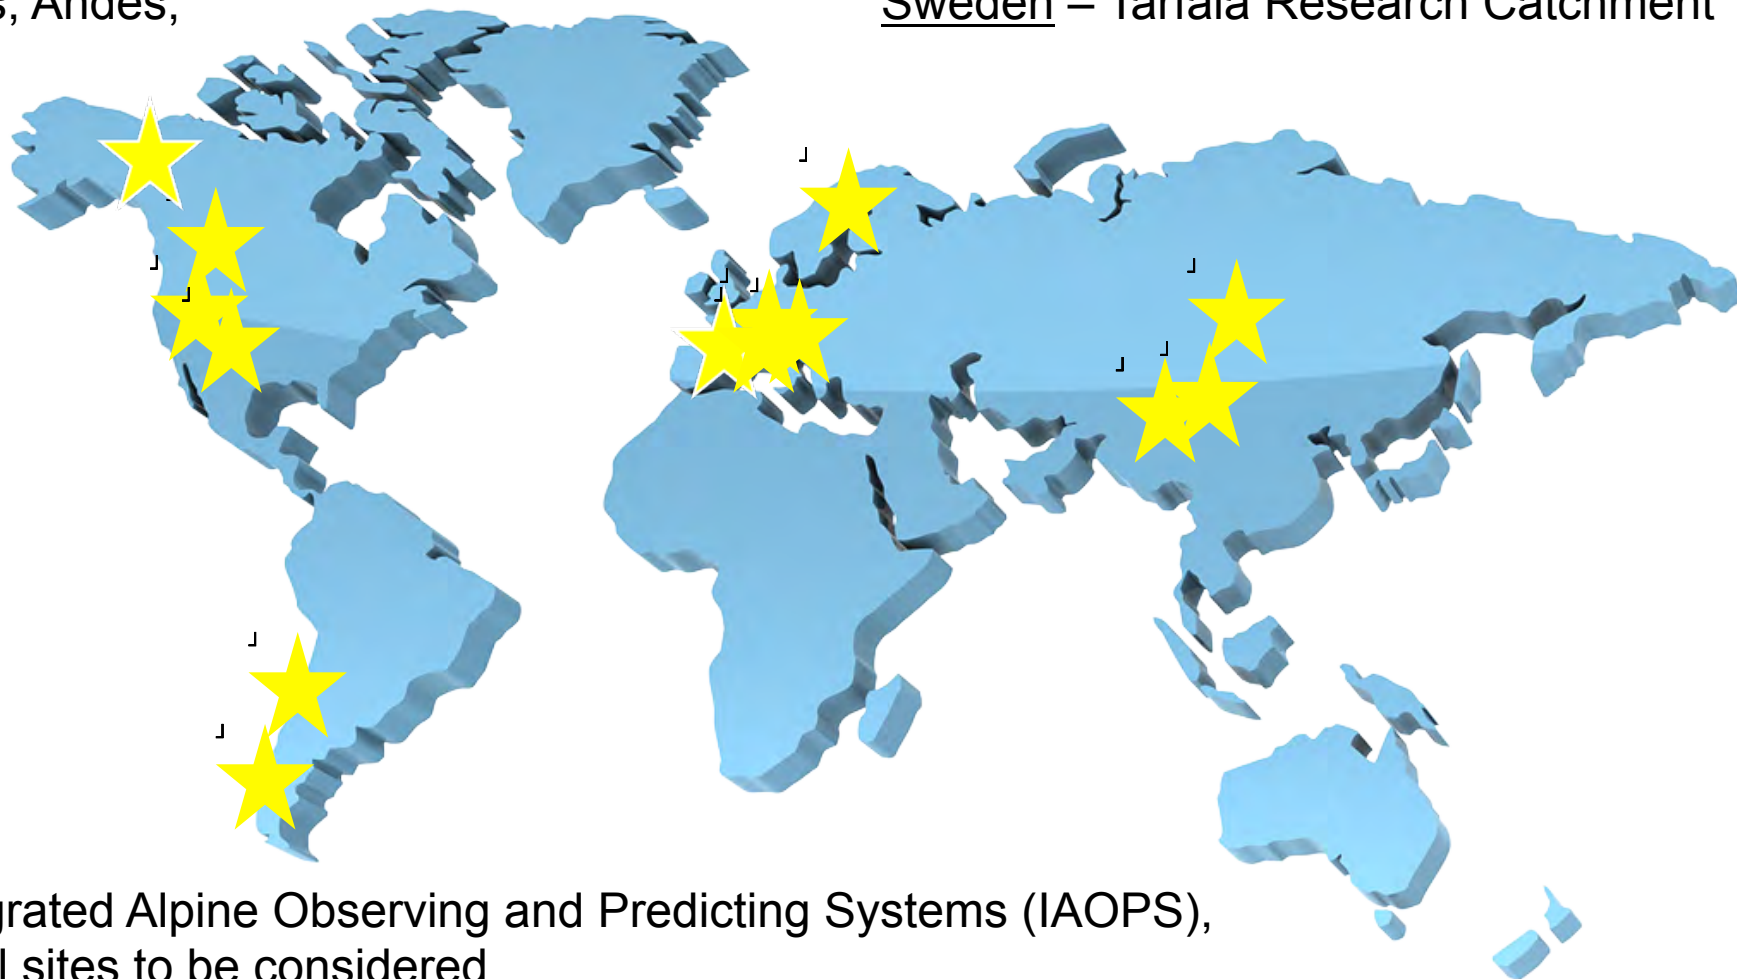 s, Andes,
Sweden – Tarfala Research Catchment
grated Alpine Observing and Predicting Systems (IAOPS),
l sites to be considered